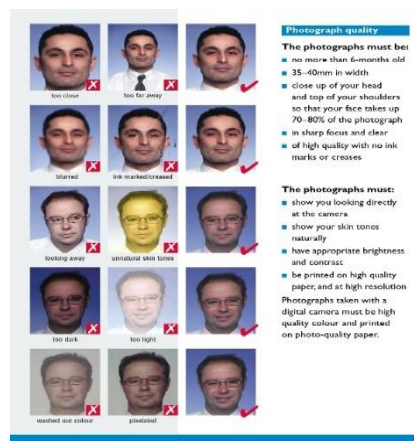 too close
too far away
blurred
ink marked/creased
looking away
unnatural skin tones
too dark
too light
washed out colour
pixelated
Photograph quality
The photographs must be:
no more than 6-months old
35–40mm in width
close up of your head
and top of your shoulders
so that your face takes up
70–80% of the photograph
in sharp focus and clear
of high quality with no ink
marks or creases
The photographs must:
show you looking directly
at the camera
show your skin tones
naturally
have appropriate brightness
and contrast
be printed on high quality
paper, and at high resolution
Photographs taken with a
digital camera must be high
quality colour and printed
on photo-quality paper.